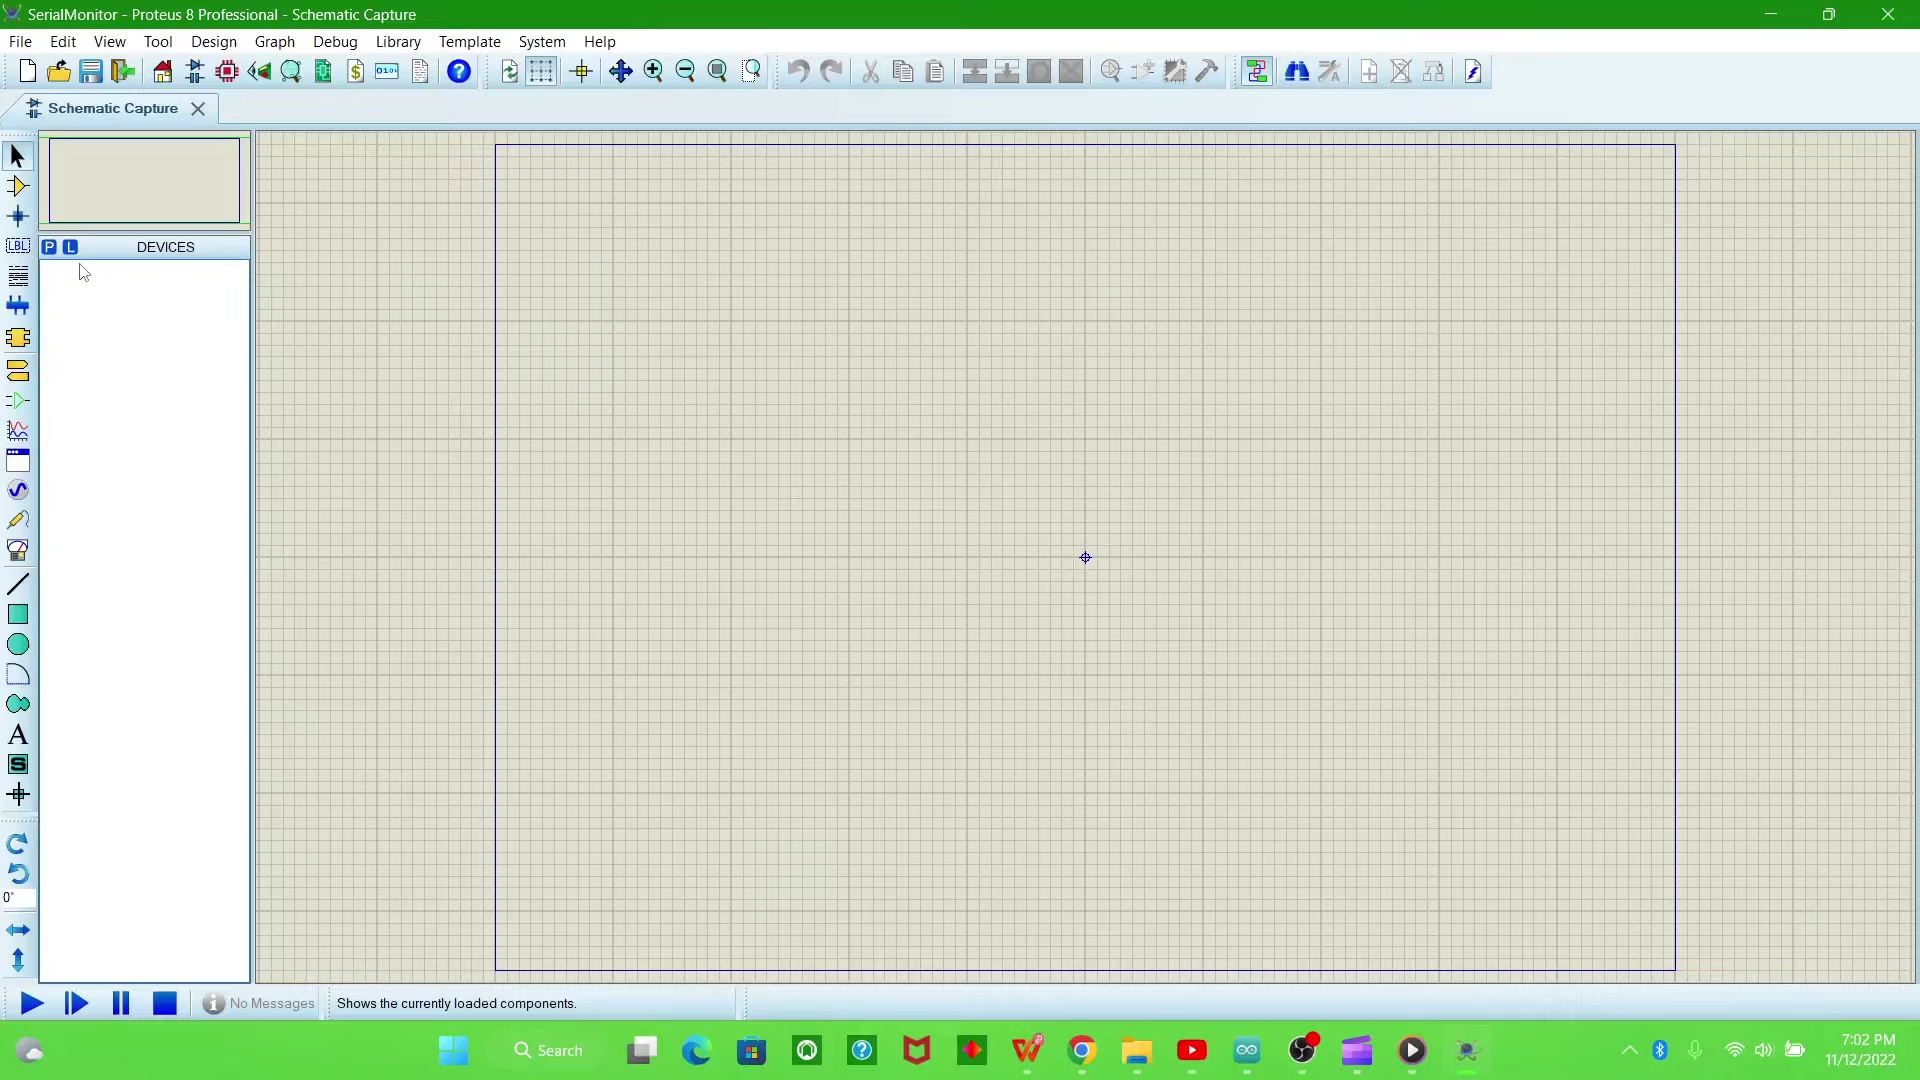 SerialMonitor - Proteus 8 Professional - Schematic Capture
File Edit View Tool Design Graph Debug Library Template System Help
Schematic Capture
P L DEVICES
LBL
A
S
0°
No Messages
Shows the currently loaded components.
Search
7:02 PM
11/12/2022